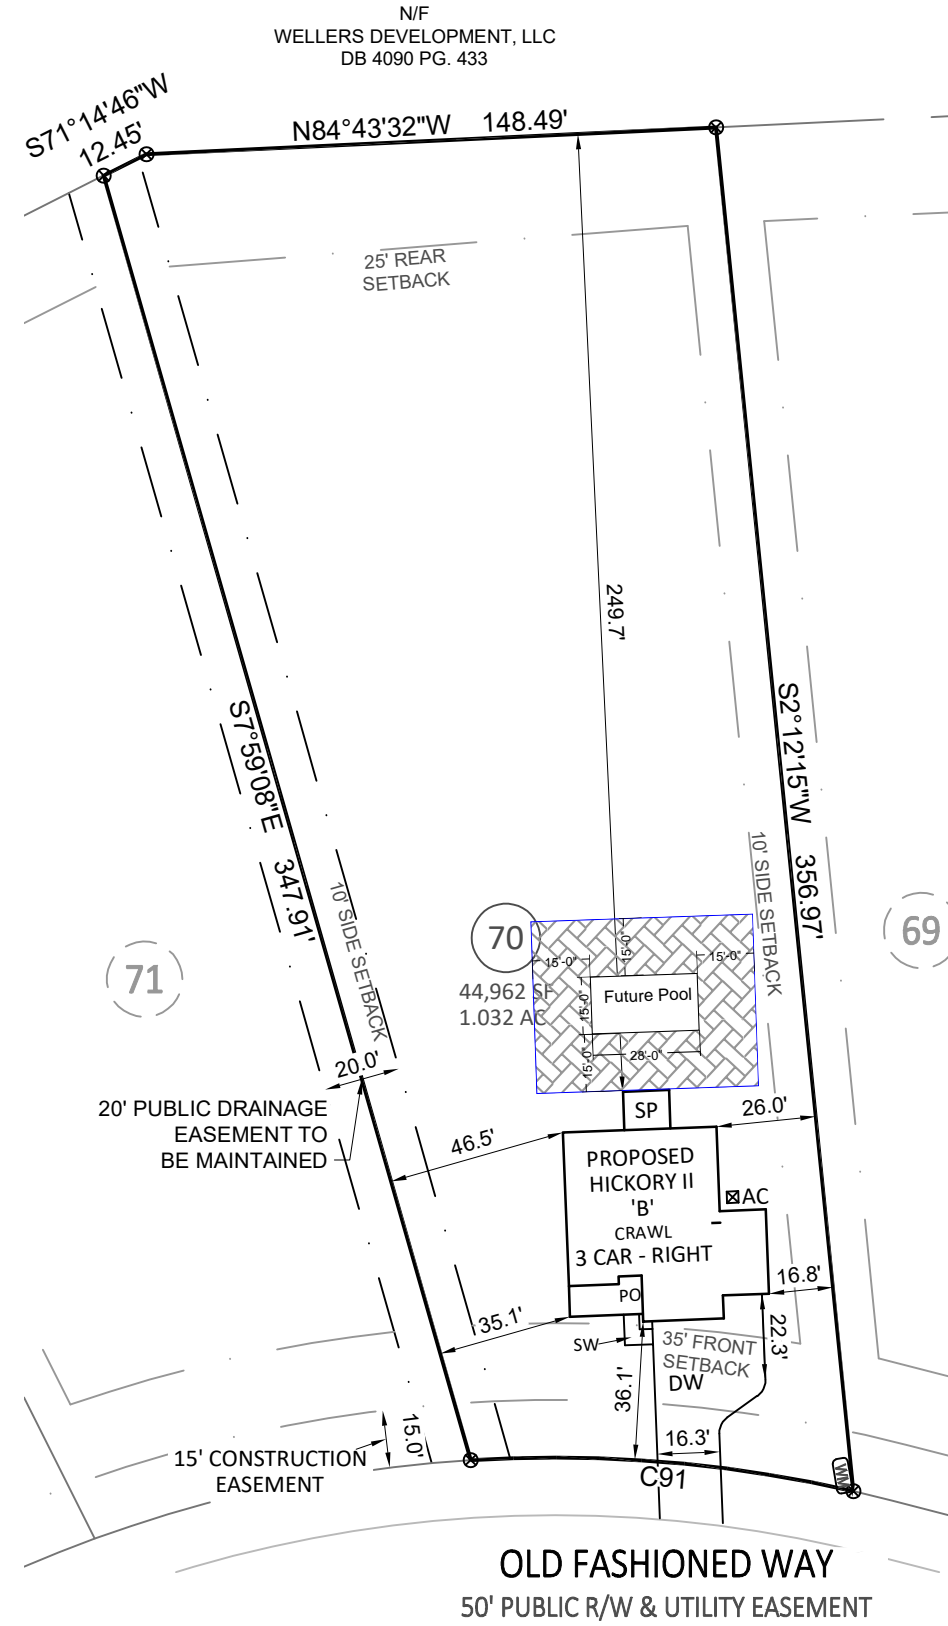 N/F
WELLERS DEVELOPMENT, LLC
DB 4090 PG. 433
S71°14'46"W
12.45'
N84°43'32"W 148.49'
25' REAR
SETBACK
249.7'
S7°59'08"E 347.91'
S2°12'15"W 356.97'
10' SIDE SETBACK
10' SIDE SETBACK
71
70
69
44,962 SF
1.032 AC
15'-0"
15'-0"
15'-0"
15'-0"
Future Pool
15'-0"
28'-0"
20.0'
20' PUBLIC DRAINAGE
EASEMENT TO
BE MAINTAINED
SP
26.0'
46.5'
PROPOSED
HICKORY II
'B'
CRAWL
3 CAR - RIGHT
AC
16.8'
PO
35.1'
SW
36.1'
35' FRONT
SETBACK
DW
22.3'
16.3'
15.0'
15' CONSTRUCTION
EASEMENT
C91
WM
OLD FASHIONED WAY
50' PUBLIC R/W & UTILITY EASEMENT